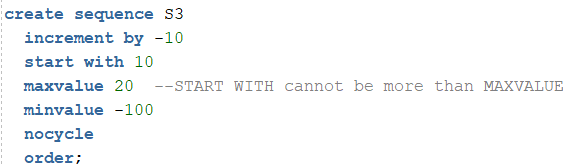 create sequence S3
increment by -10
start with 10
maxvalue 20 --START WITH cannot be more than MAXVALUE
minvalue -100
nocycle
order;